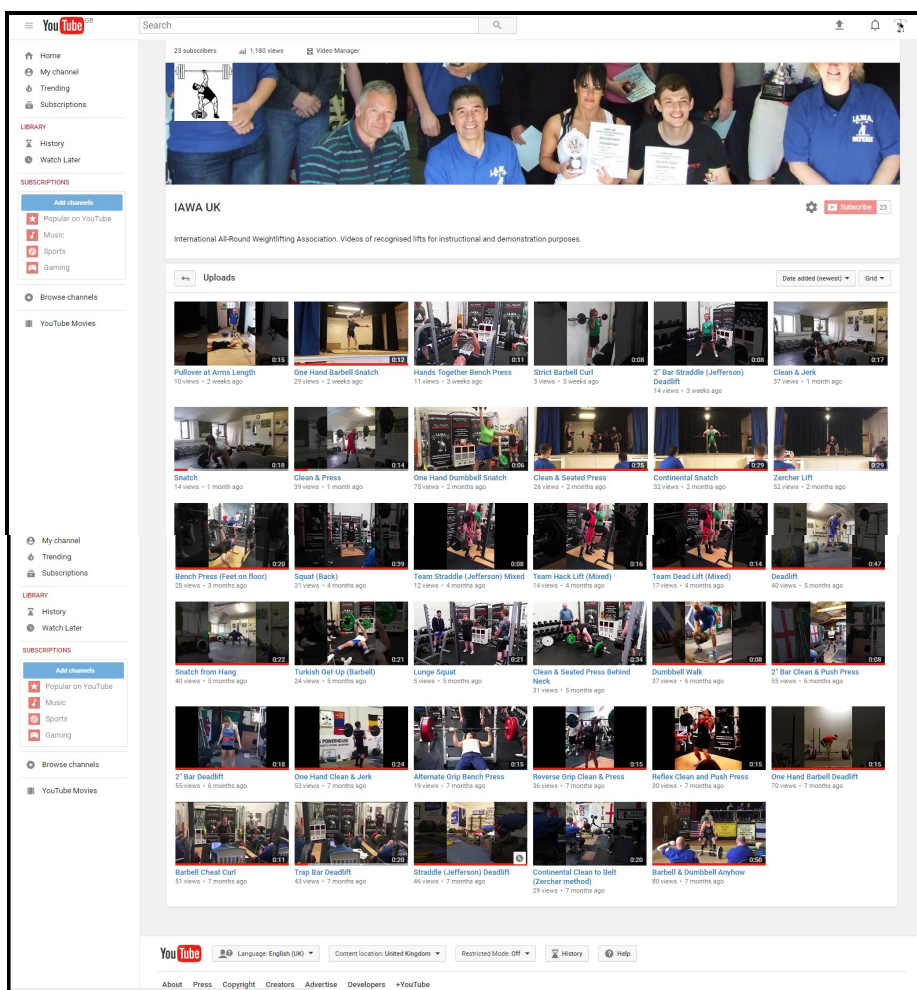 YouTube GB
Search
23 subscribers 1,180 views Video Manager
Home
My channel
Trending
Subscriptions
LIBRARY
History
Watch Later
SUBSCRIPTIONS
Add channels
Popular on YouTube
Music
Sports
Gaming
Browse channels
YouTube Movies
I.A.W.A.
REFEREE
IAWA UK
Subscribe 23
International All-Round Weightlifting Association. Videos of recognised lifts for instructional and demonstration purposes.
Uploads
Date added (newest) Grid
0:15 0:12 0:11 0:08 0:08 0:17
Pullover at Arms Length One Hand Barbell Snatch Hands Together Bench Press Strict Barbell Curl 2" Bar Straddle (Jefferson) Clean & Jerk
10 views • 2 weeks ago 29 views • 2 weeks ago 11 views • 3 weeks ago 3 views • 3 weeks ago Deadlift 37 views • 1 month ago
14 views • 3 weeks ago
0:18 0:14 0:06 0:25 0:29 0:29
Snatch Clean & Press One Hand Dumbbell Snatch Clean & Seated Press Continental Snatch Zercher Lift
14 views • 1 month ago 39 views • 1 month ago 75 views • 2 months ago 26 views • 2 months ago 32 views • 2 months ago 52 views • 2 months ago
My channel
Trending
Subscriptions
LIBRARY
History
Watch Later
SUBSCRIPTIONS
Add channels
Popular on YouTube
Music
Sports
Gaming
Browse channels
YouTube Movies
0:20 0:39 0:08 0:16 0:14 0:47
Bench Press (Feet on floor) Squat (Back) Team Straddle (Jefferson) Mixed Team Hack Lift (Mixed) Team Dead Lift (Mixed) Deadlift
28 views • 3 months ago 31 views • 4 months ago 12 views • 4 months ago 14 views • 4 months ago 17 views • 4 months ago 40 views • 5 months ago
0:22 0:21 0:21 0:34 0:08 0:08
Snatch from Hang Turkish Get-Up (Barbell) Lunge Squat Clean & Seated Press Behind Dumbbell Walk 2" Bar Clean & Push Press
40 views • 5 months ago 24 views • 5 months ago 5 views • 5 months ago Neck 37 views • 6 months ago 55 views • 6 months ago
31 views • 5 months ago
0:18 0:24 0:15 0:15 0:15 0:15
2" Bar Deadlift One Hand Clean & Jerk Alternate Grip Bench Press Reverse Grip Clean & Press Reflex Clean and Push Press One Hand Barbell Deadlift
55 views • 6 months ago 53 views • 7 months ago 19 views • 7 months ago 36 views • 7 months ago 30 views • 7 months ago 70 views • 7 months ago
0:11 0:20 0:20 0:50
Barbell Cheat Curl Trap Bar Deadlift Straddle (Jefferson) Deadlift Continental Clean to Belt Barbell & Dumbbell Anyhow
51 views • 7 months ago 43 views • 7 months ago 46 views • 7 months ago (Zercher method) 80 views • 7 months ago
29 views • 7 months ago
YouTube Language: English (UK) Content location: United Kingdom Restricted Mode: Off History Help
About Press Copyright Creators Advertise Developers +YouTube